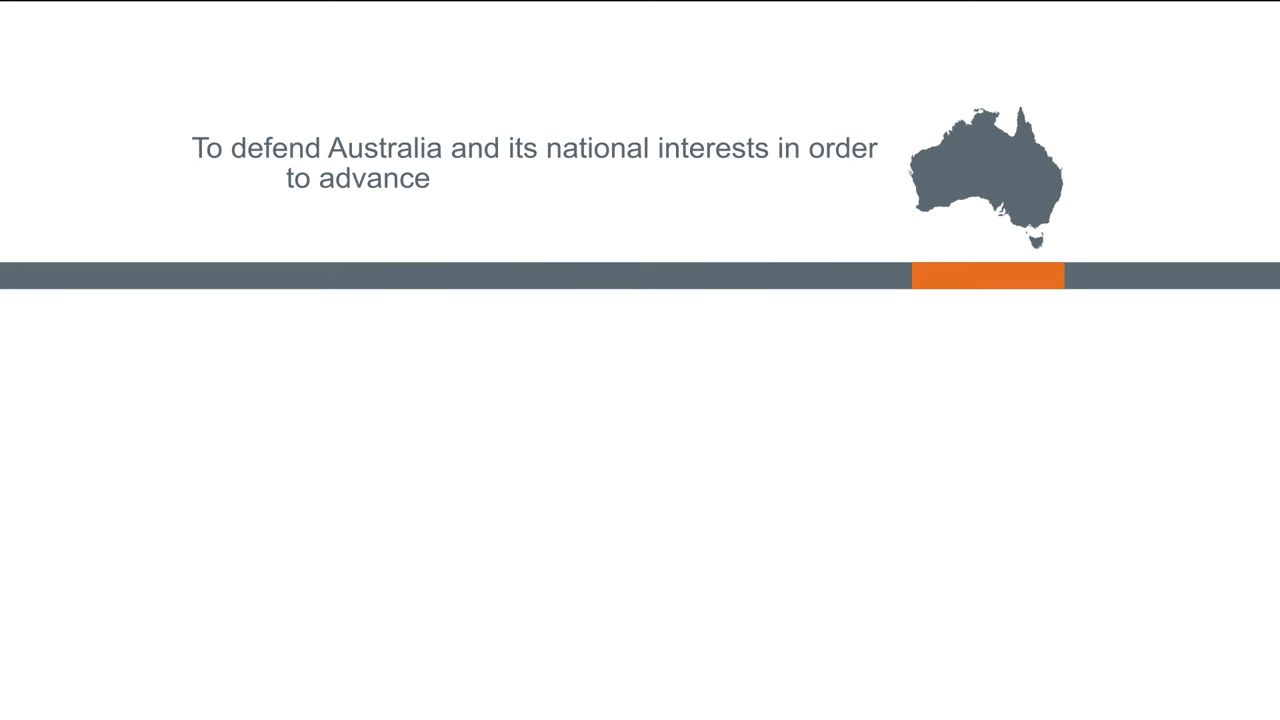 To defend Australia and its national interests in order
to advance